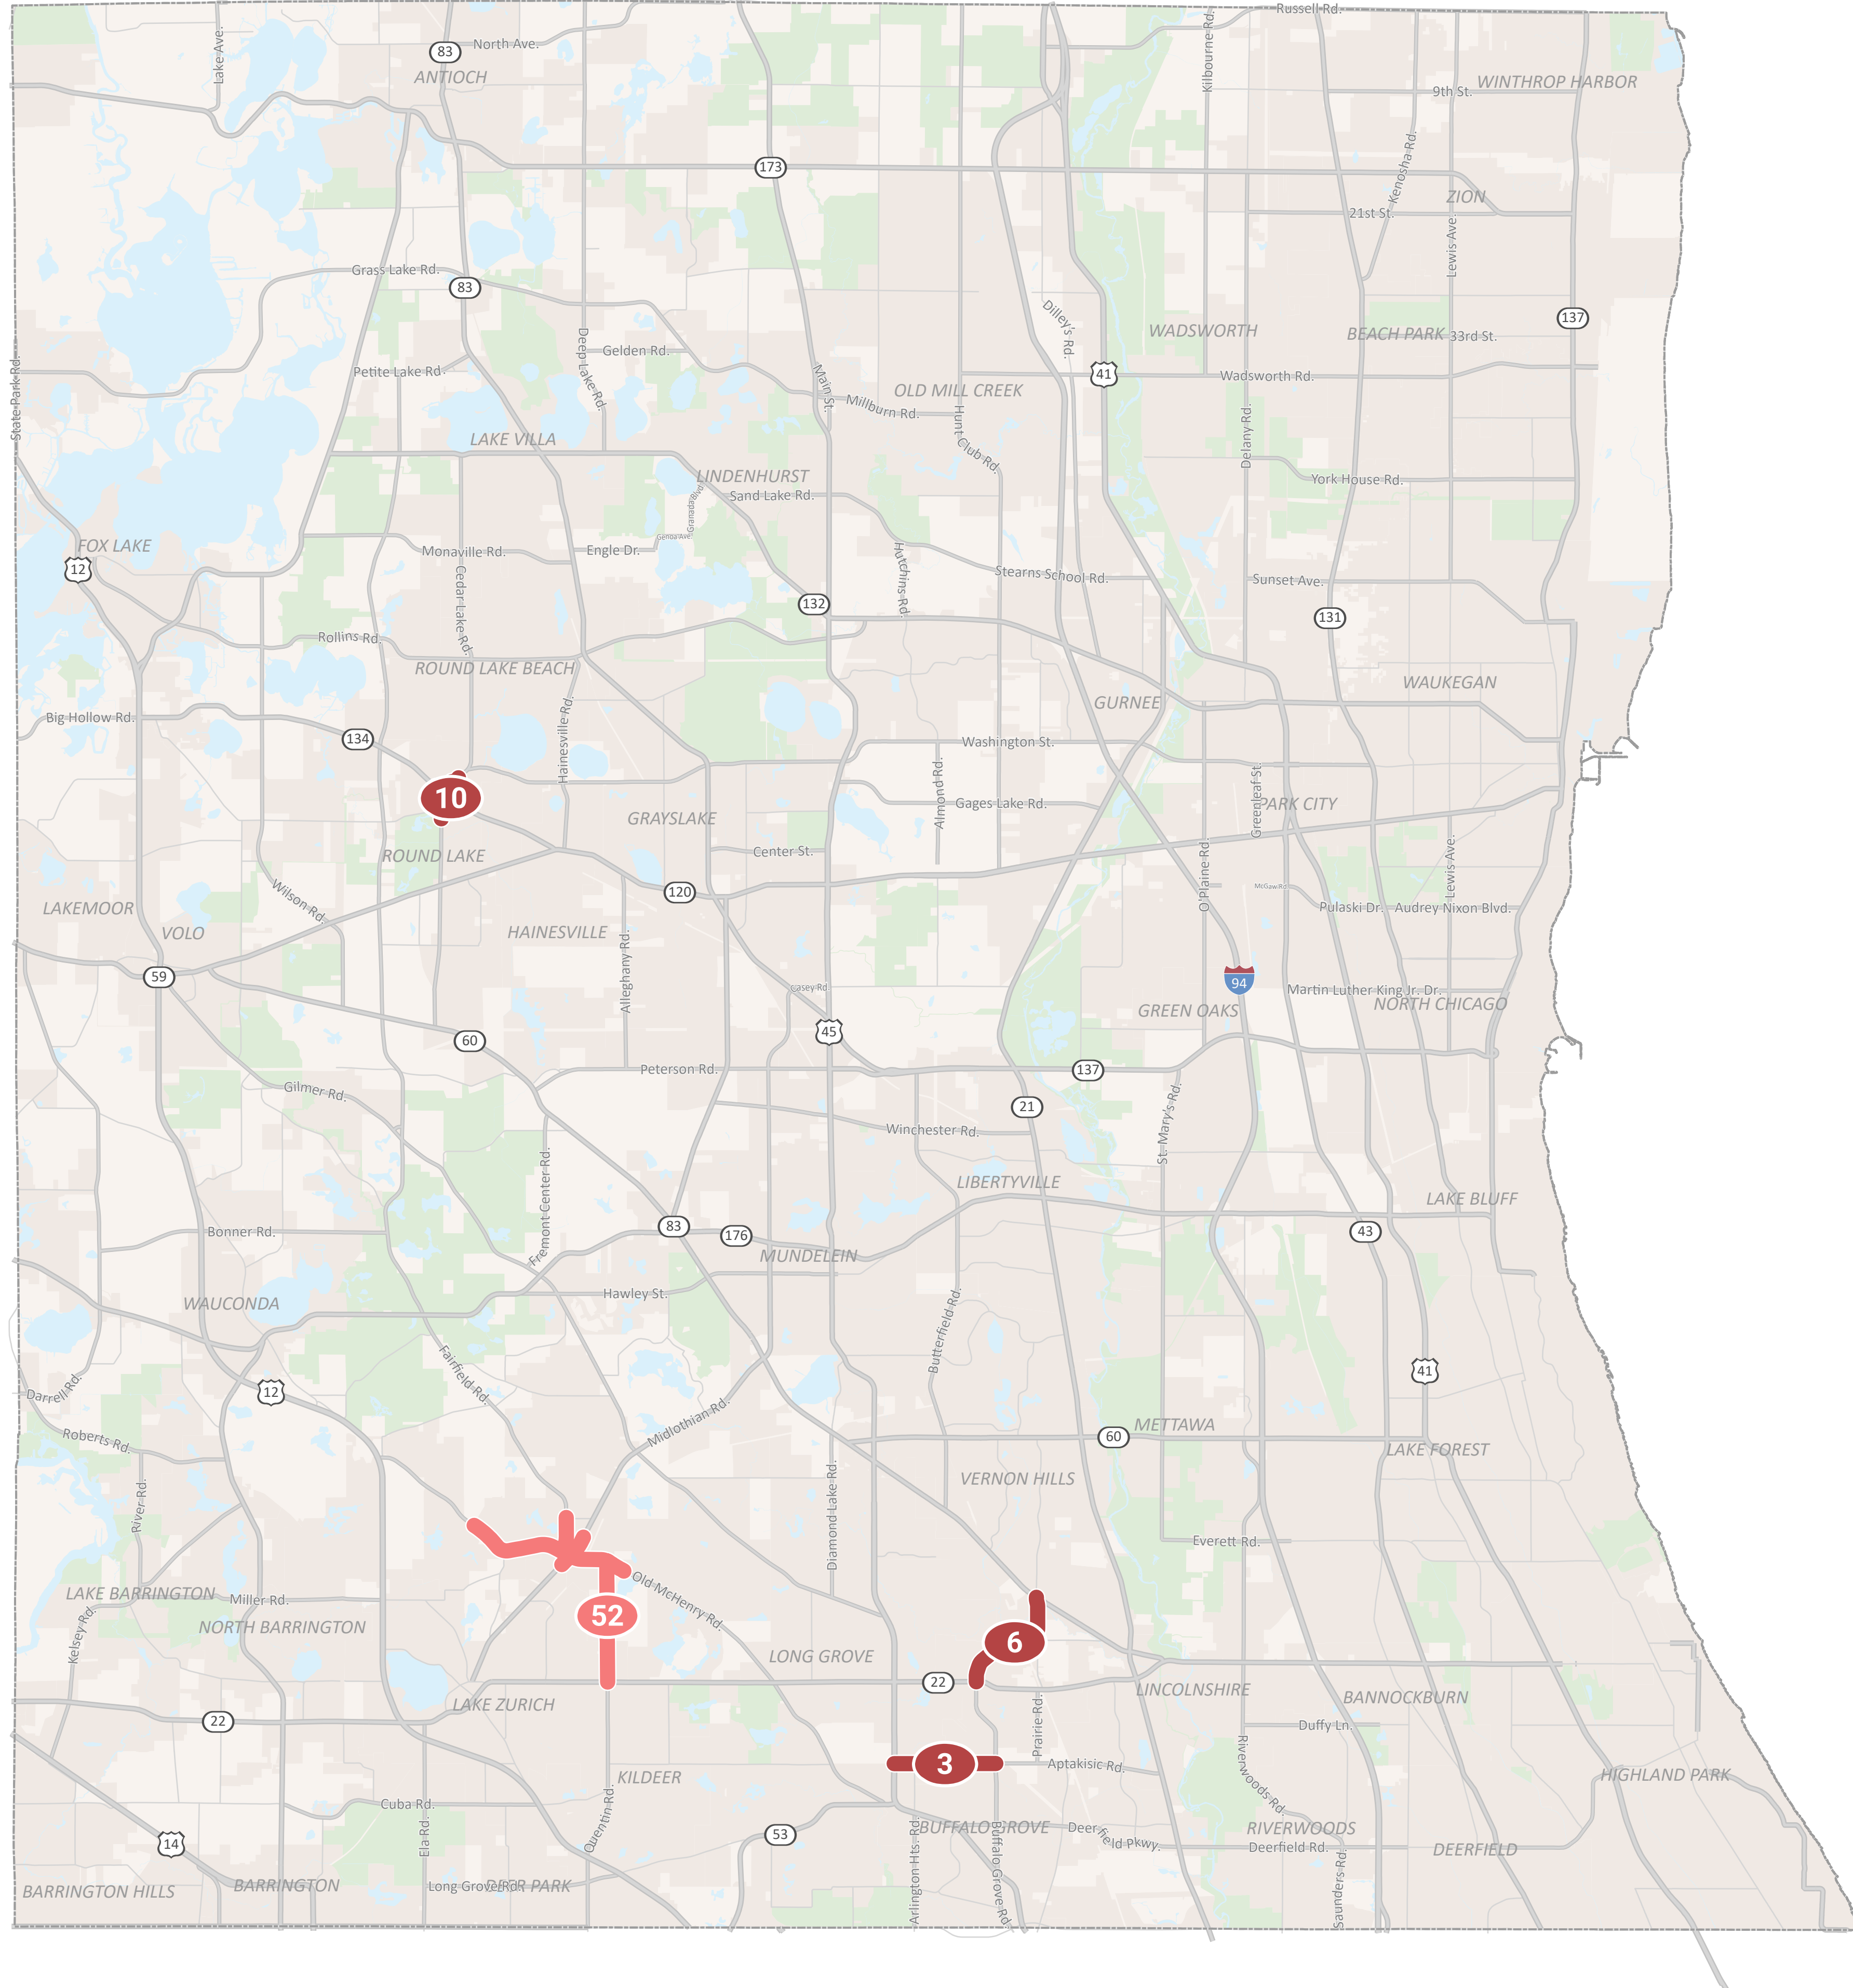 Russell Rd.
Lake Ave.
83
North Ave.
ANTIOCH
Kilbourne Rd.
9th St.
WINTHROP HARBOR
173
Kenosha Rd.
ZION
21st St.
Lewis Ave.
Grass Lake Rd.
83
137
Dilley's Rd.
WADSWORTH
BEACH PARK
33rd St.
Deep Lake Rd.
Gelden Rd.
State Park Rd.
Petite Lake Rd.
Main St.
41
Wadsworth Rd.
OLD MILL CREEK
Millburn Rd.
Hunt Club Rd.
Delany Rd.
LAKE VILLA
LINDENHURST
Sand Lake Rd.
Granada Blvd
York House Rd.
Genoa Ave.
FOX LAKE
12
Monaville Rd.
Engle Dr.
Cedar Lake Rd.
Hutchins Rd.
Stearns School Rd.
Sunset Ave.
132
131
Rollins Rd.
ROUND LAKE BEACH
WAUKEGAN
GURNEE
Big Hollow Rd.
134
Hainesville Rd.
Washington St.
10
Almond Rd.
Gages Lake Rd.
Greenleaf St.
PARK CITY
GRAYSLAKE
ROUND LAKE
Center St.
O'Plaine Rd.
Lewis Ave.
McGaw Rd
120
Wilson Rd.
LAKEMOOR
VOLO
HAINESVILLE
Pulaski Dr.
Audrey Nixon Blvd.
Alleghany Rd.
59
94
Casey Rd
Martin Luther King Jr. Dr.
NORTH CHICAGO
GREEN OAKS
45
60
Peterson Rd.
137
Gilmer Rd.
21
St. Mary's Rd.
Winchester Rd.
LIBERTYVILLE
LAKE BLUFF
Fremont Center Rd.
Bonner Rd.
83
176
43
MUNDELEIN
Hawley St.
WAUCONDA
Butterfield Rd.
Fairfield Rd.
41
12
Darrell Rd.
Midlothian Rd.
METTAWA
Roberts Rd.
60
LAKE FOREST
VERNON HILLS
River Rd.
Diamond Lake Rd.
Everett Rd.
Old McHenry Rd.
LAKE BARRINGTON
Miller Rd.
52
NORTH BARRINGTON
Kelsey Rd.
6
LONG GROVE
22
LINCOLNSHIRE
BANNOCKBURN
LAKE ZURICH
22
Prairie Rd.
Duffy Ln.
3
Aptakisic Rd.
Riverwoods Rd.
KILDEER
HIGHLAND PARK
Cuba Rd.
Quentin Rd.
Ela Rd.
14
53
Arlington Hts. Rd.
BUFFALO GROVE
Buffalo Grove Rd.
Deerfield Pkwy.
RIVERWOODS
Deerfield Rd.
DEERFIELD
Saunders Rd.
BARRINGTON HILLS
BARRINGTON
Long Grove Rd.
DEER PARK